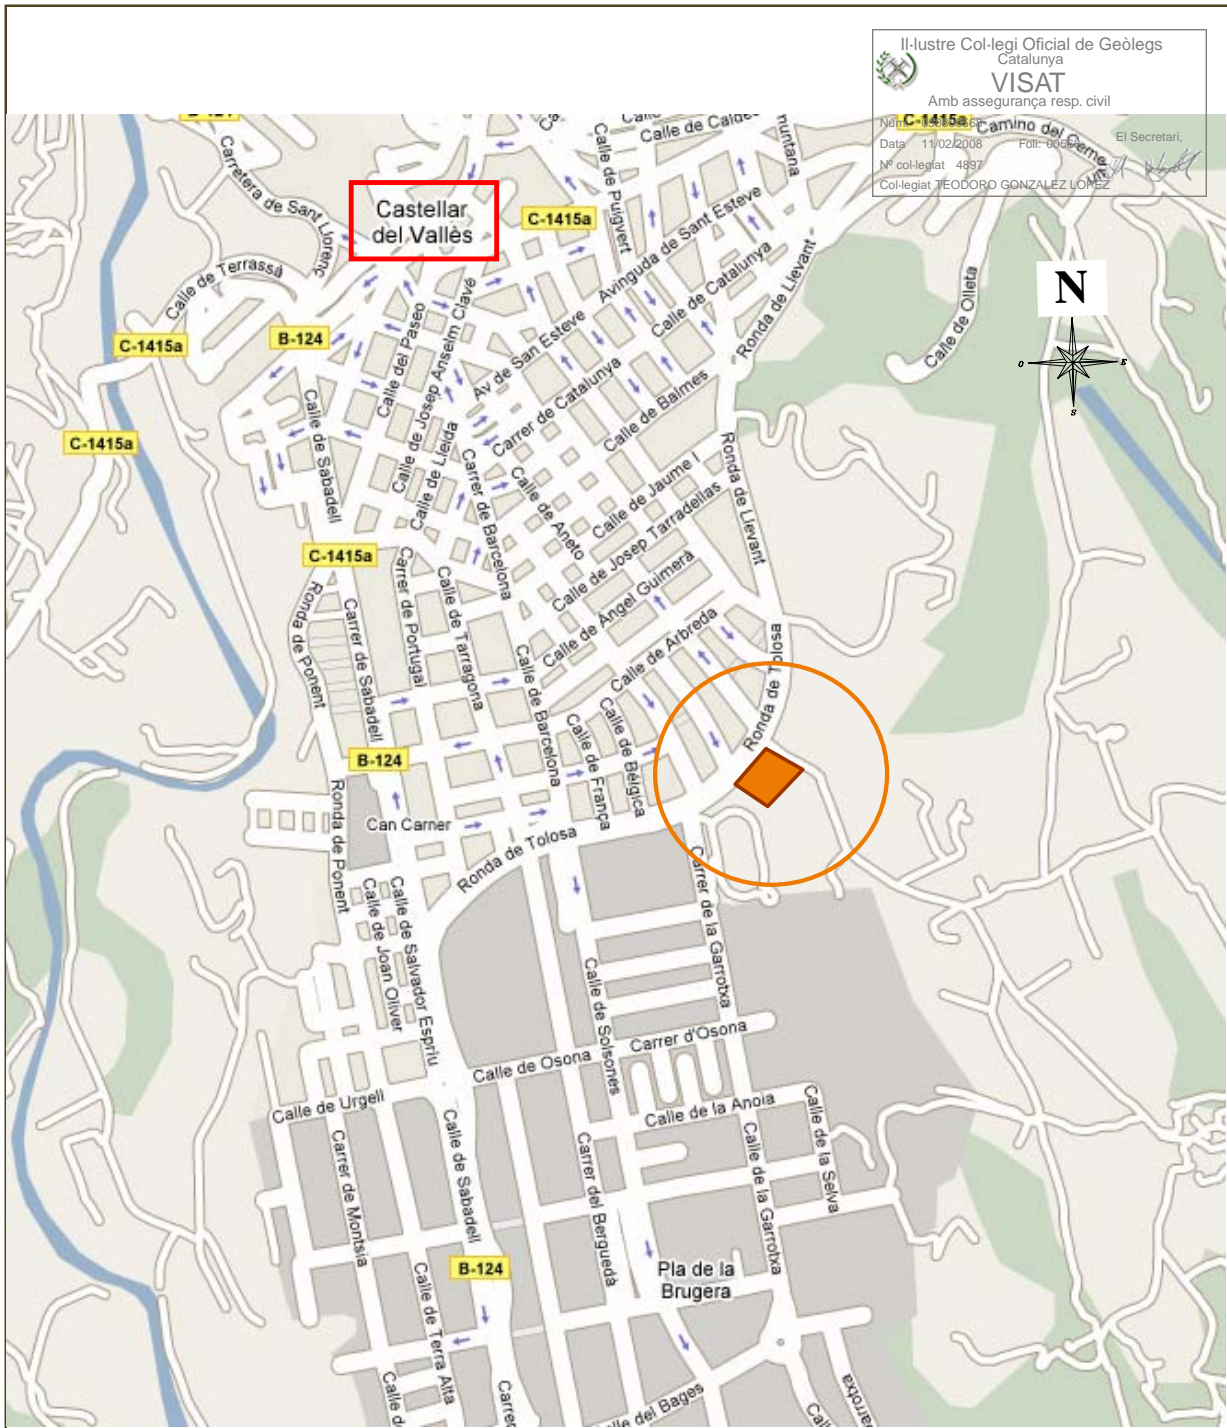 Il·lustre Col·legi Oficial de Geòlegs
Catalunya
VISAT
Amb assegurança resp. civil
Data 11/02/2008 Foli:
El Secretari,
Nº col·legiat 4897
Col·legiat TEODORO GONZALEZ LOPEZ
C-1415a
Camino del
Calle de
Calle de Puigvert
Carretera de Sant Llorenç
Castellar
del Vallès
C-1415a
Avinguda de Sant Esteve
Calle de Catalunya
Ronda de Llevant
Calle de Terrassà
C-1415a
B-124
Calle del Paseo
Calle de Josep Anselm Clavé
Av de San Esteve
Carrer de Catalunya
Calle de Balmes
Calle de Olleta
N
O
E
S
C-1415a
Calle de Sabadell
Calle de Lleida
Carrer de Barcelona
Calle de Aneto
Calle de Jaume I
Calle de Josep Tarradellas
Ronda de Llevant
C-1415a
Ronda de Ponent
Carrer de Sabadell
Carrer de Portugal
Calle de Tarragona
Calle de Barcelona
Calle de Àngel Guimerà
Calle de Arbreda
Ronda de Tolosa
B-124
Calle de França
Calle de Bèlgica
Ronda de Ponent
Can Carner
Ronda de Tolosa
Carrer de la Garrotxa
Calle de Joan Oliver
Calle de Salvador Espriu
Calle de Solsones
Calle de Osona
Carrer d'Osona
Calle de Urgell
Calle de la Anoia
Calle de la Selva
Carrer de Montsia
Calle de Sabadell
Carrer del Berguedà
Calle de la Garrotxa
B-124
Pla de la
Brugera
Calle de Terra Alta
Carrer
Calle del Bages